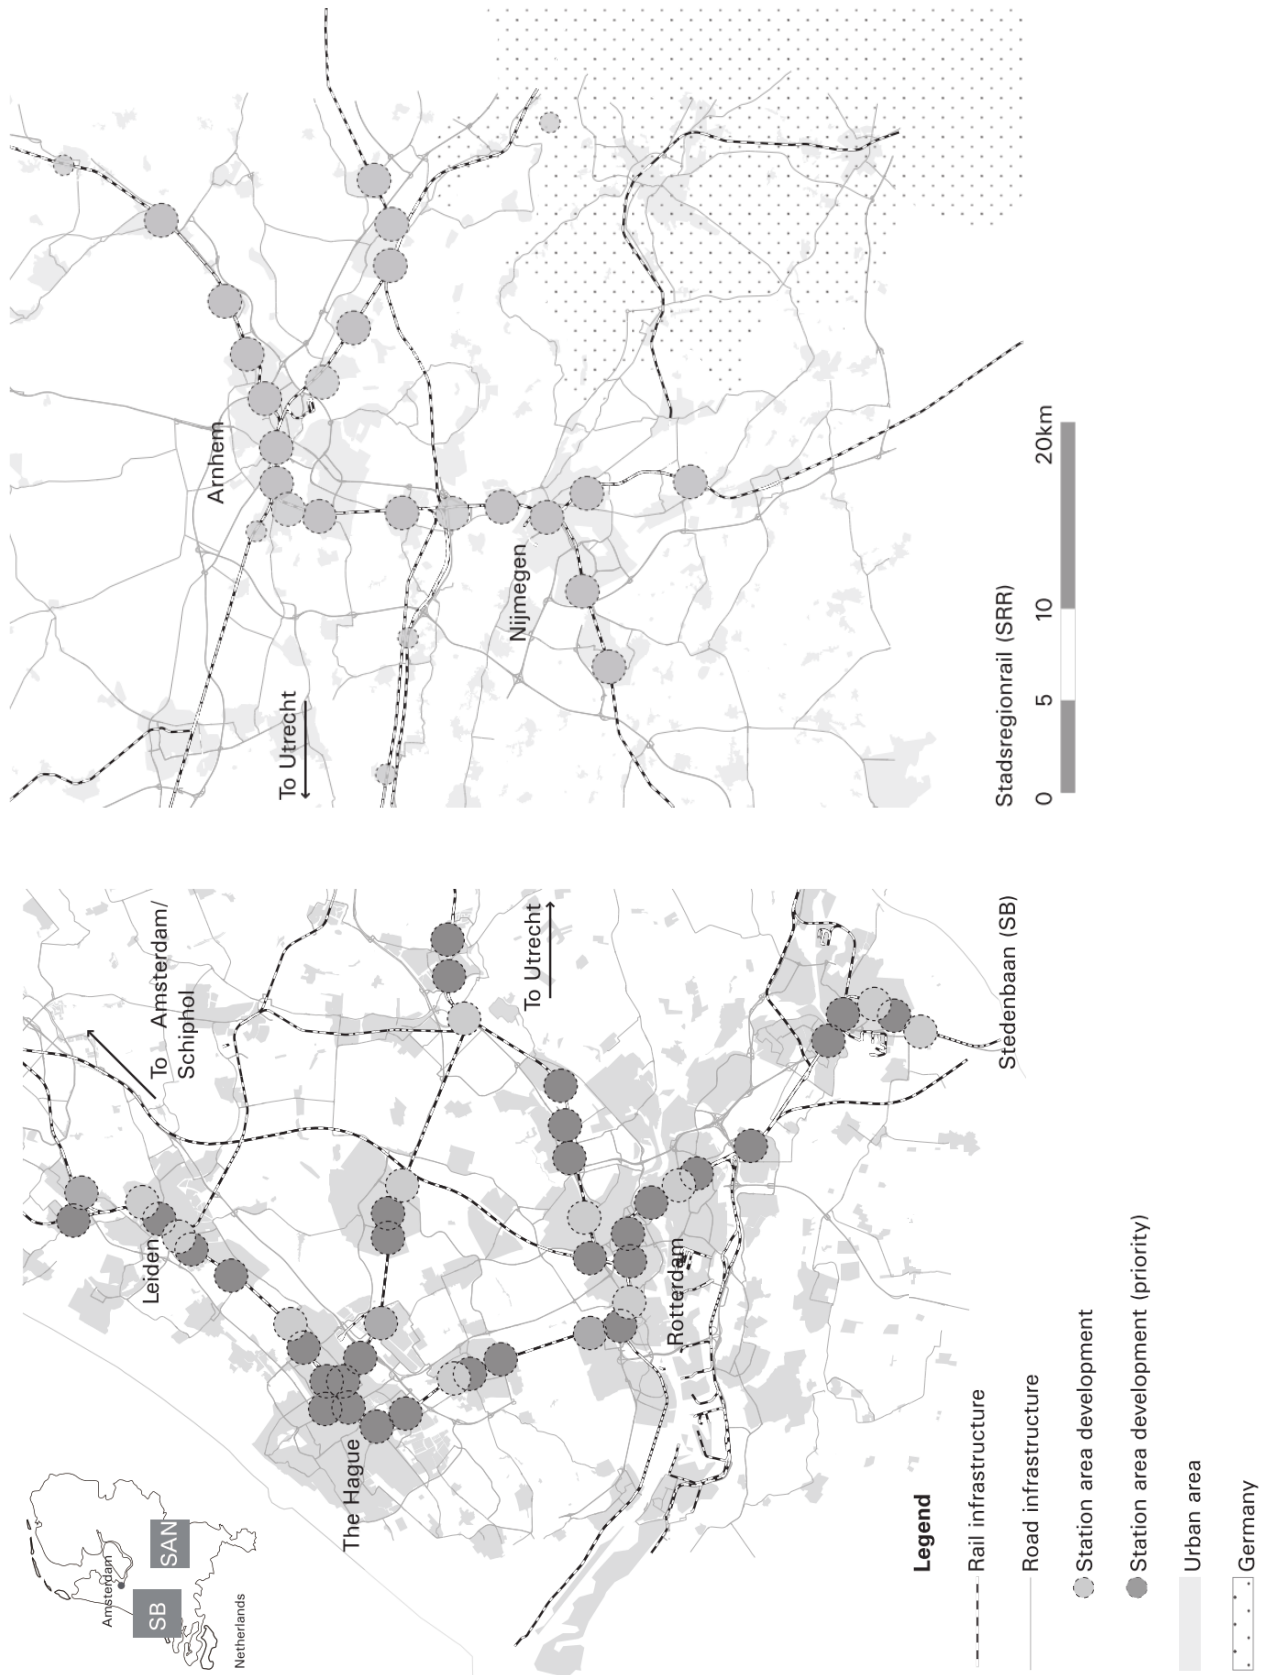 Amsterdam
SB
SAN
Netherlands
The Hague
Leiden
To Amsterdam/
Schiphol
To Utrecht
Rotterdam
Stedenbaan (SB)
Arnhem
To Utrecht
Nijmegen
Stadsregionrail (SRR)
0 5 10 20km
Legend
Rail infrastructure
Road infrastructure
Station area development
Station area development (priority)
Urban area
Germany